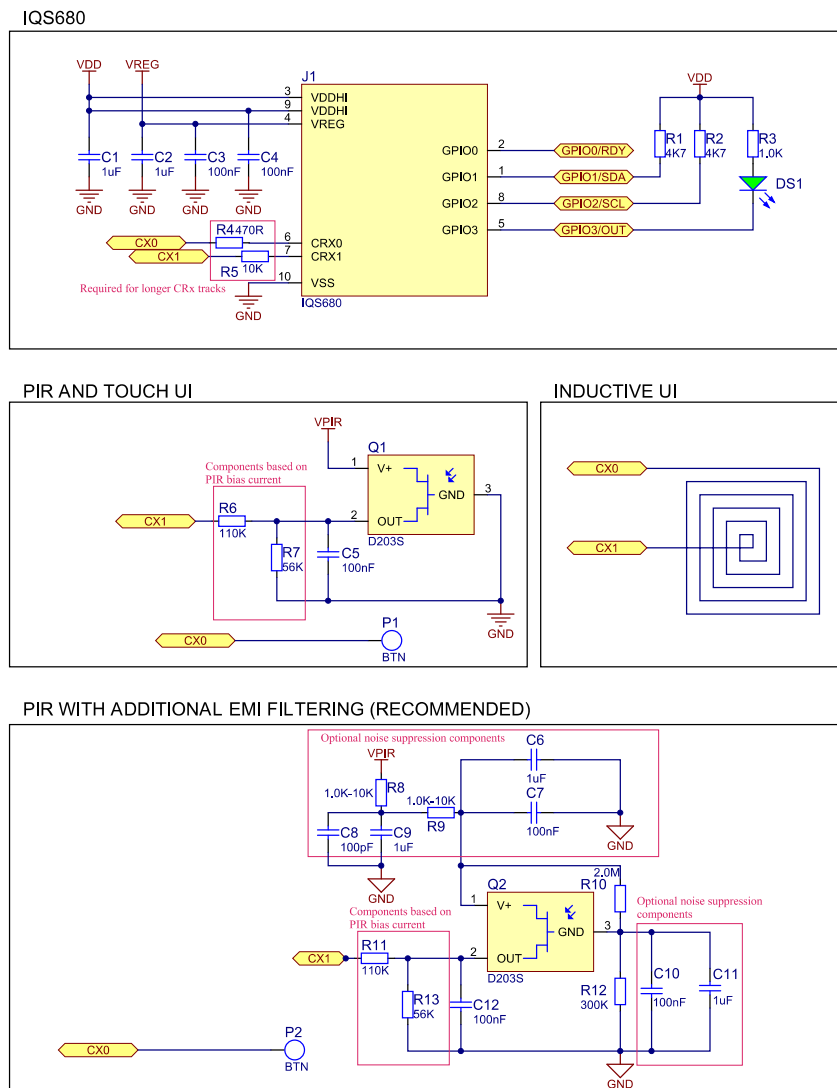 IQS680
VDD
VREG
J1
3
VDDHI
9
VDDHI
4
VREG
C1
1uF
C2
1uF
C3
100nF
C4
100nF
GND
GND
GND
GND
GPIO0
2
GPIO0/RDY
GPIO1
1
GPIO1/SDA
GPIO2
8
GPIO2/SCL
GPIO3
5
GPIO3/OUT
VDD
R1
4K7
R2
4K7
R3
1.0K
DS1
CX0
R4
470R
6
CRX0
CX1
R5
10K
7
CRX1
10
VSS
Required for longer CRx tracks
GND
IQS680
PIR AND TOUCH UI
VPIR
Q1
1
V+
GND
3
2
OUT
D203S
Components based on
PIR bias current
CX1
R6
110K
R7
56K
C5
100nF
GND
CX0
P1
BTN
INDUCTIVE UI
CX0
CX1
PIR WITH ADDITIONAL EMI FILTERING (RECOMMENDED)
Optional noise suppression components
VPIR
R8
1.0K-10K
1.0K-10K
R9
C6
1uF
C7
100nF
GND
C8
100pF
C9
1uF
GND
2.0M
R10
Q2
1
V+
GND
3
2
OUT
D203S
Optional noise suppression
components
Components based on
PIR bias current
CX1
R11
110K
R13
56K
C12
100nF
R12
300K
C10
100nF
C11
1uF
GND
CX0
P2
BTN